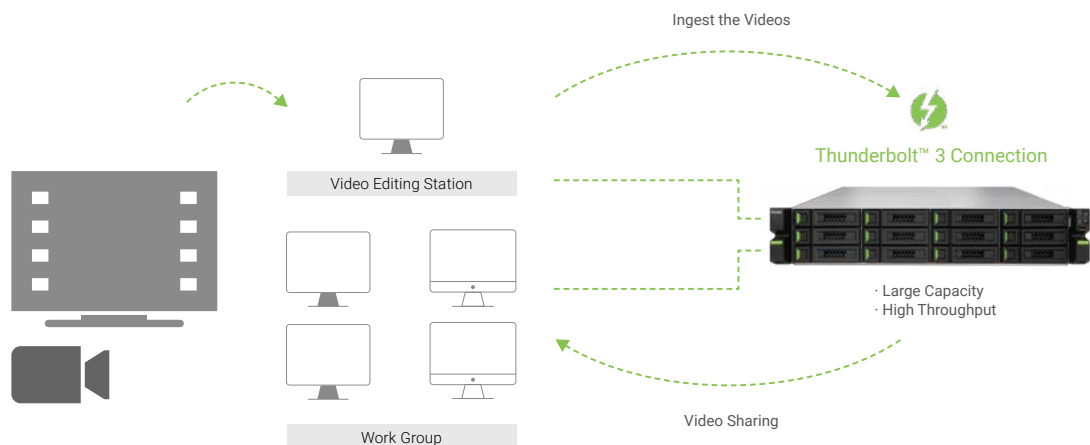 Ingest the Videos
Thunderbolt™ 3 Connection
Video Editing Station
· Large Capacity
· High Throughput
Video Sharing
Work Group